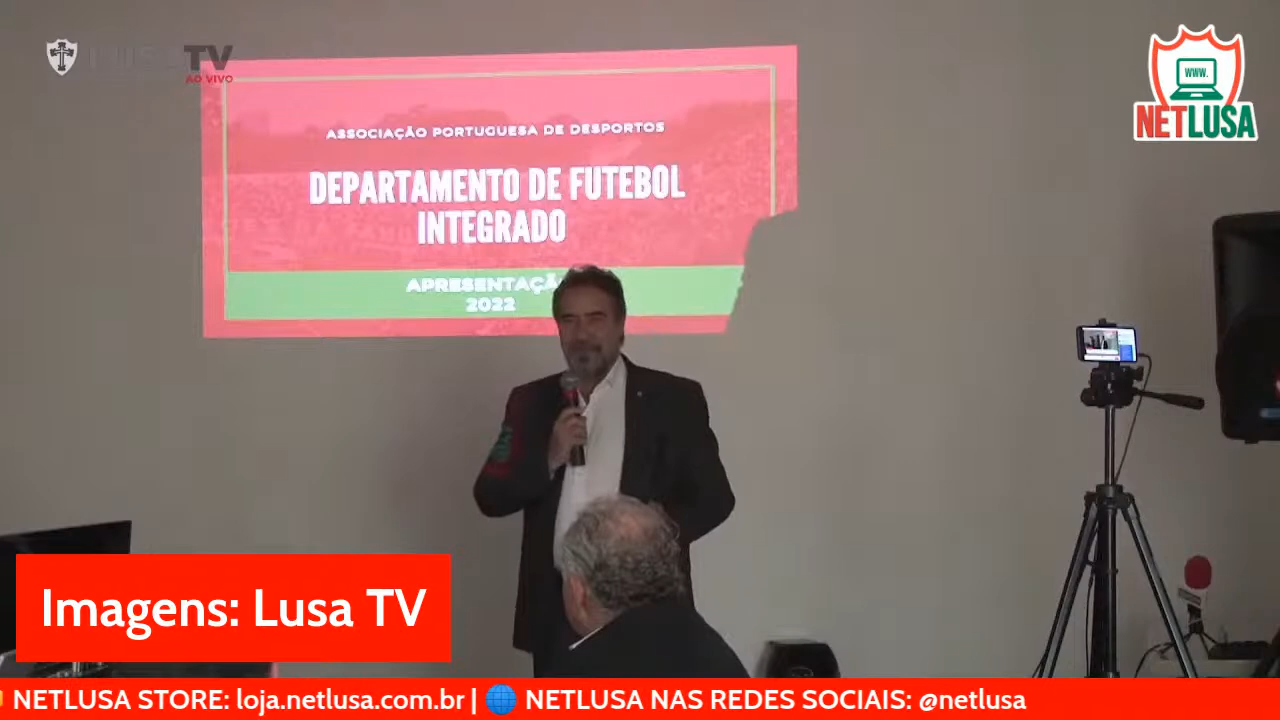 LUSA TV
AO VIVO
WWW.
NETLUSA
ASSOCIAÇÃO PORTUGUESA DE DESPORTOS
DEPARTAMENTO DE FUTEBOL
INTEGRADO
APRESENTAÇÃO
2022
Imagens: Lusa TV
NETLUSA STORE: loja.netlusa.com.br | 🌐 NETLUSA NAS REDES SOCIAIS: @netlusa